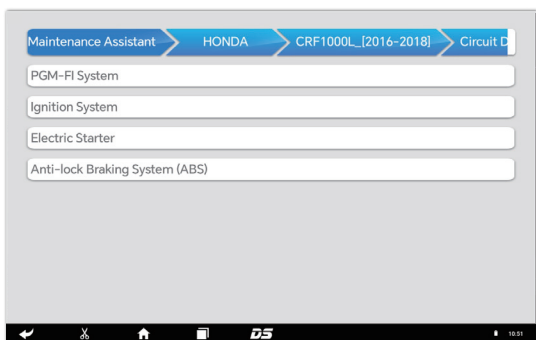 Maintenance Assistant HONDA CRF1000L_[2016-2018] Circuit D
PGM-FI System
Ignition System
Electric Starter
Anti-lock Braking System (ABS)
DS 10:51